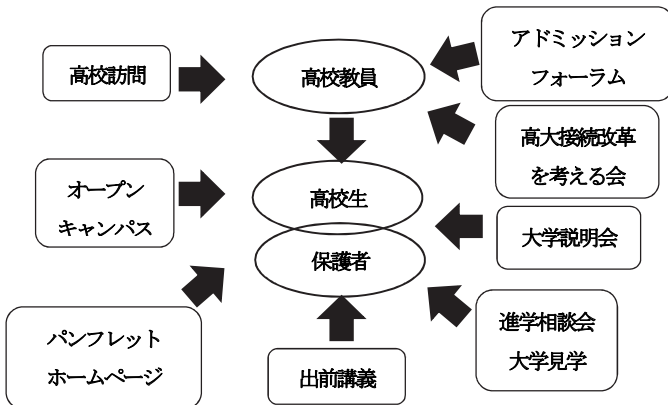 アドミッション
フォーラム
高校訪問
高校教員
高大接続改革
を考える会
オープン
キャンパス
高校生
大学説明会
保護者
パンフレット
ホームページ
進学相談会
大学見学
出前講義